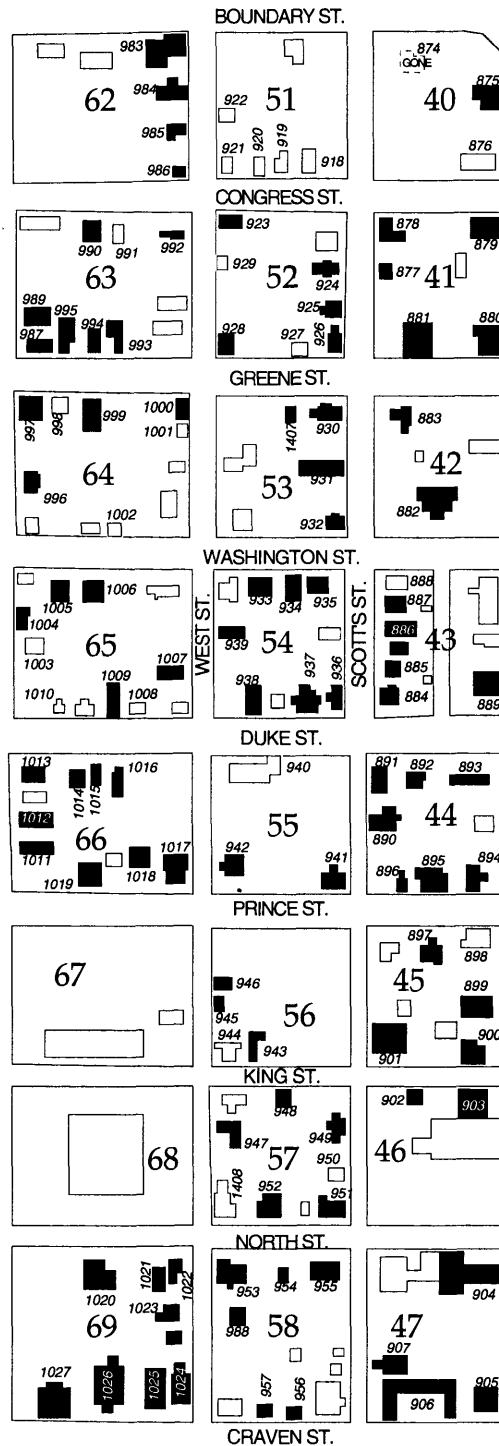 BOUNDARY ST.
983 874
GONE
984 875
62 51 40
922
985 919 876
920
921 918
986
CONGRESS ST.
923 878
990 991 992 879
63 929 52 41
924 877
989 995 925 881 880
994 926
987 993 928 927
GREENE ST.
1000 930 883
997 998 999 1407
1001
64 53 42
931
996 882
1002 932
WASHINGTON ST.
1006 888
1005 933 934 935 887
1004 WEST ST. SCOTT'S ST. 886
65 54 43
1003 1007 939 885
1009 937 936
1010 1008 938 884 889
DUKE ST.
1013 1016 940 891 892 893
1014 1015
1012 66 55 44
1011 942 941 890
1017 895 894
1018 896
1019
PRINCE ST.
897
898
67 946 45
56 899
945
944 900
943 901
KING ST.
948 902 903
947 949
68 57 46
950
1408
952 951
NORTH ST.
1021 1022
953 954 955
1020 904
1023
69 988 58 47
907
1027 957 956 905
1026 1025 1024 906
CRAVEN ST.